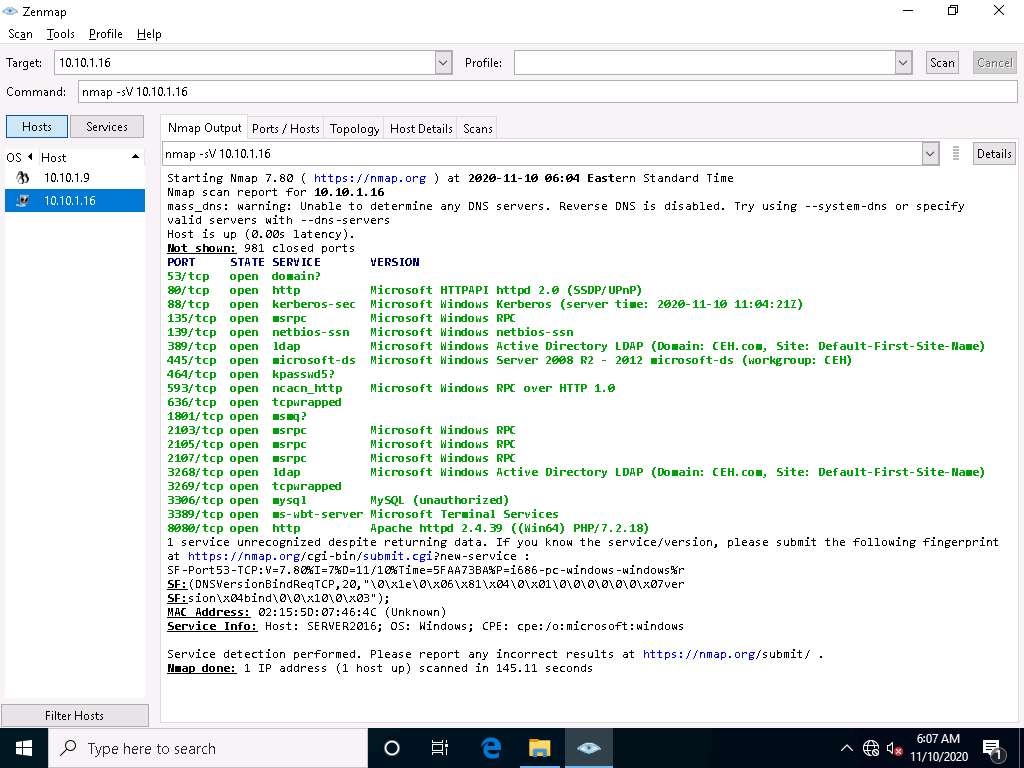 Zenmap
Scan Tools Profile Help
Target: 10.10.1.16 Profile: Scan Cancel
Command: nmap -sV 10.10.1.16
Hosts Services
OS Host
10.10.1.9
10.10.1.16
Filter Hosts
Nmap Output Ports / Hosts Topology Host Details Scans
nmap -sV 10.10.1.16 Details
Starting Nmap 7.80 ( https://nmap.org ) at 2020-11-10 06:04 Eastern Standard Time
Nmap scan report for 10.10.1.16
mass_dns: warning: Unable to determine any DNS servers. Reverse DNS is disabled. Try using --system-dns or specify
valid servers with --dns-servers
Host is up (0.00s latency).
Not shown: 981 closed ports
PORT STATE SERVICE VERSION
53/tcp open domain?
80/tcp open http Microsoft HTTPAPI httpd 2.0 (SSDP/UPnP)
88/tcp open kerberos-sec Microsoft Windows Kerberos (server time: 2020-11-10 11:04:21Z)
135/tcp open msrpc Microsoft Windows RPC
139/tcp open netbios-ssn Microsoft Windows netbios-ssn
389/tcp open ldap Microsoft Windows Active Directory LDAP (Domain: CEH.com, Site: Default-First-Site-Name)
445/tcp open microsoft-ds Microsoft Windows Server 2008 R2 - 2012 microsoft-ds (workgroup: CEH)
464/tcp open kpasswd5?
593/tcp open ncacn_http Microsoft Windows RPC over HTTP 1.0
636/tcp open tcpwrapped
1801/tcp open msmq?
2103/tcp open msrpc Microsoft Windows RPC
2105/tcp open msrpc Microsoft Windows RPC
2107/tcp open msrpc Microsoft Windows RPC
3268/tcp open ldap Microsoft Windows Active Directory LDAP (Domain: CEH.com, Site: Default-First-Site-Name)
3269/tcp open tcpwrapped
3306/tcp open mysql MySQL (unauthorized)
3389/tcp open ms-wbt-server Microsoft Terminal Services
8080/tcp open http Apache httpd 2.4.39 ((Win64) PHP/7.2.18)
1 service unrecognized despite returning data. If you know the service/version, please submit the following fingerprint
at https://nmap.org/cgi-bin/submit.cgi?new-service :
SF-Port53-TCP:V=7.80%I=7%D=11/10%Time=5FAA73BA%P=i686-pc-windows-windows%r
SF:(DNSVersionBindReqTCP,20,"\0\x1e\0\x06\x81\x04\0\x01\0\0\0\0\0\0\x07ver
SF:sion\x04bind\0\0\x10\0\x03");
MAC Address: 02:15:5D:07:46:4C (Unknown)
Service Info: Host: SERVER2016; OS: Windows; CPE: cpe:/o:microsoft:windows
Service detection performed. Please report any incorrect results at https://nmap.org/submit/ .
Nmap done: 1 IP address (1 host up) scanned in 145.11 seconds
Type here to search
6:07 AM
11/10/2020
1